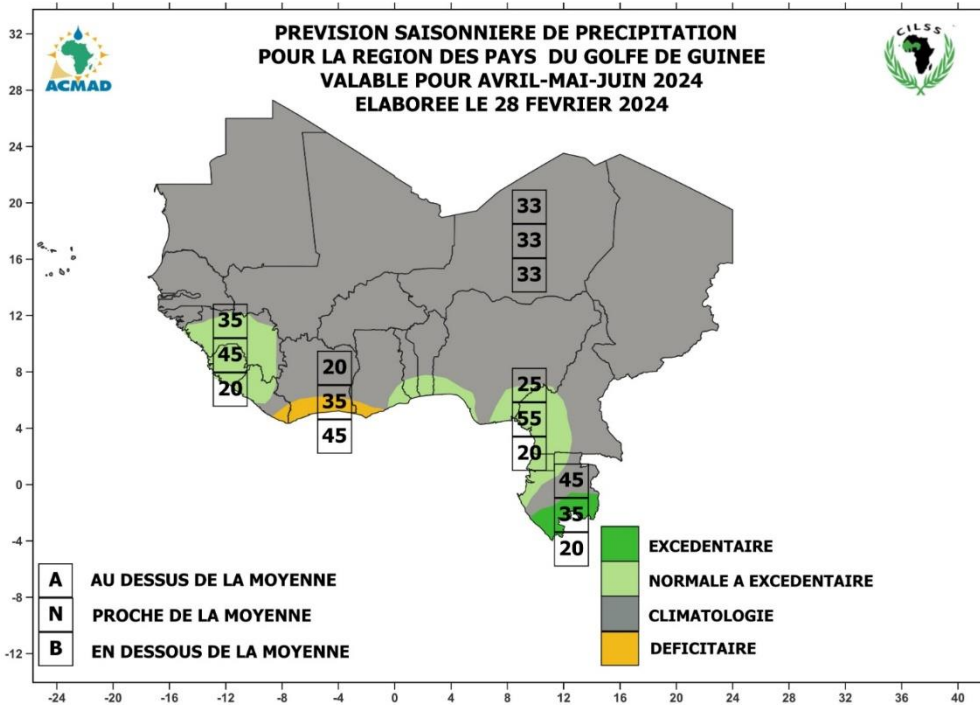 PREVISION SAISONNIERE DE PRECIPITATION
POUR LA REGION DES PAYS DU GOLFE DE GUINEE
VALABLE POUR AVRIL-MAI-JUIN 2024
ELABOREE LE 28 FEVRIER 2024
ACMAD
CILSS
32
28
24
20
16
12
8
4
0
-4
-8
-12
33
33
33
35
45
20
20
35
45
25
55
20
45
35
20
A AU DESSUS DE LA MOYENNE
N PROCHE DE LA MOYENNE
B EN DESSOUS DE LA MOYENNE
EXCEDENTAIRE
NORMALE A EXCEDENTAIRE
CLIMATOLOGIE
DEFICITAIRE
-24 -20 -16 -12 -8 -4 0 4 8 12 16 20 24 28 32 36 40